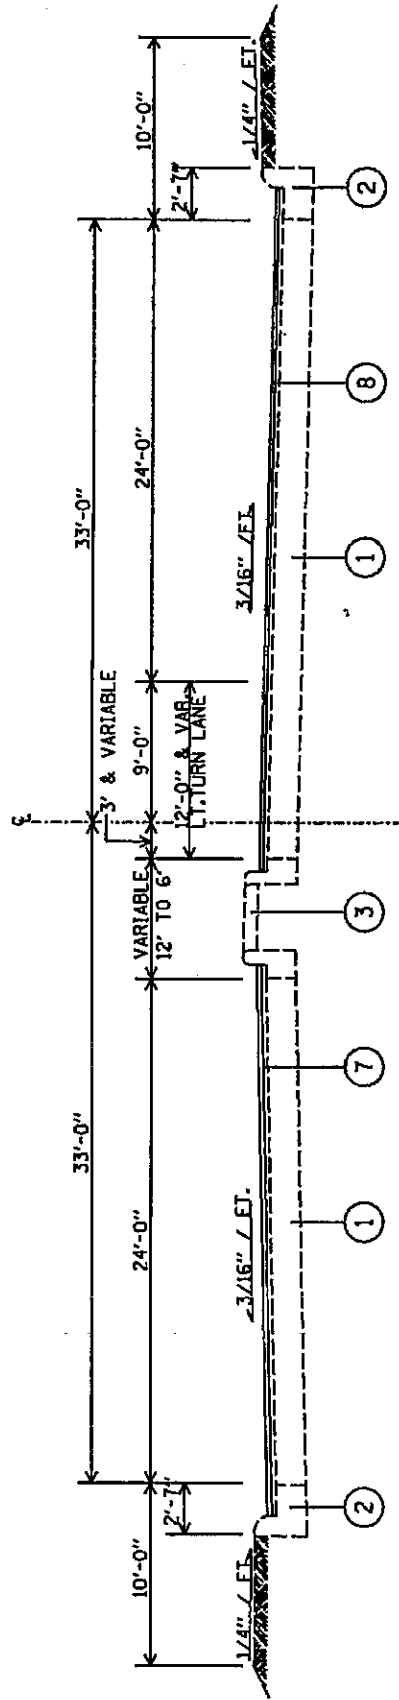 ℄
33'-0"
33'-0"
3' & VARIABLE
10'-0"
24'-0"
VARIABLE
12' TO 6'
9'-0"
24'-0"
10'-0"
2'-7"
12'-0" & VAR.
LT.TURN LANE
2'-7"
1/4" / FT.
3/16" / FT.
3/16" /FT.
1/4" / FT.
2
1
7
3
1
8
2